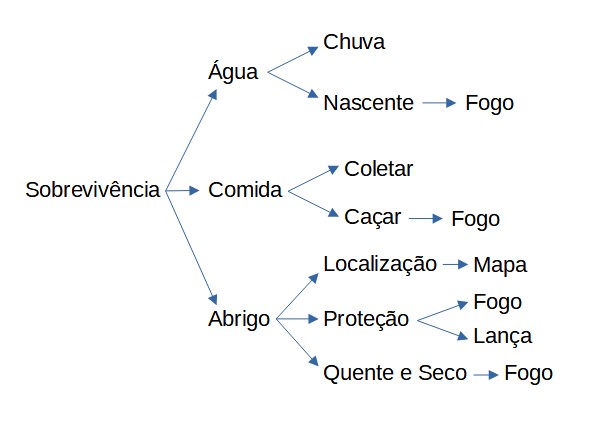 Chuva
Água
Nascente
Fogo
Coletar
Sobrevivência
Comida
Caçar
Fogo
Localização
Mapa
Fogo
Abrigo
Proteção
Lança
Quente e Seco
Fogo